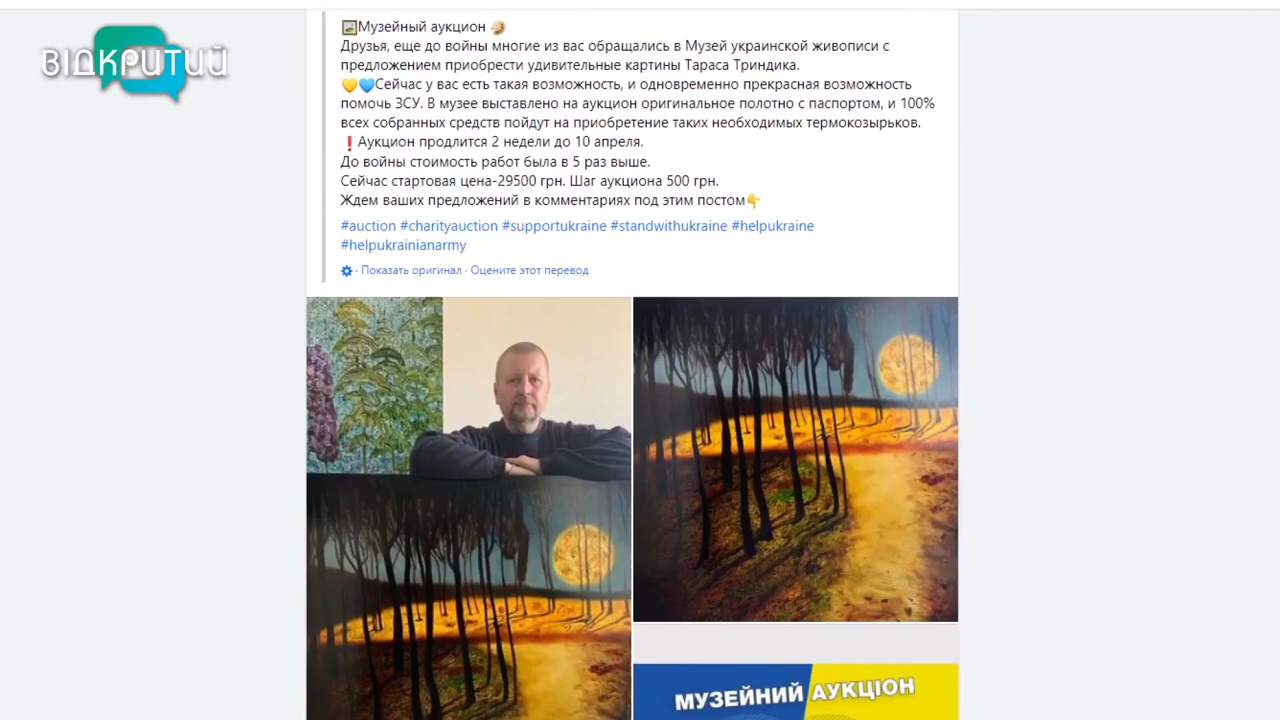 ВІДКРИТИЙ
Музейный аукцион
Друзья, еще до войны многие из вас обращались в Музей украинской живописи с
предложением приобрести удивительные картины Тараса Триндика.
Сейчас у вас есть такая возможность, и одновременно прекрасная возможность
помочь ЗСУ. В музее выставлено на аукцион оригинальное полотно с паспортом, и 100%
всех собранных средств пойдут на приобретение таких необходимых термокозырьков.
❗Аукцион продлится 2 недели до 10 апреля.
До войны стоимость работ была в 5 раз выше.
Сейчас стартовая цена-29500 грн. Шаг аукциона 500 грн.
Ждем ваших предложений в комментариях под этим постом👇
#auction #charityauction #supportukraine #standwithukraine #helpukraine
#helpukrainianarmy
· Показать оригинал · Оцените этот перевод
МУЗЕЙНИЙ АУКЦІОН